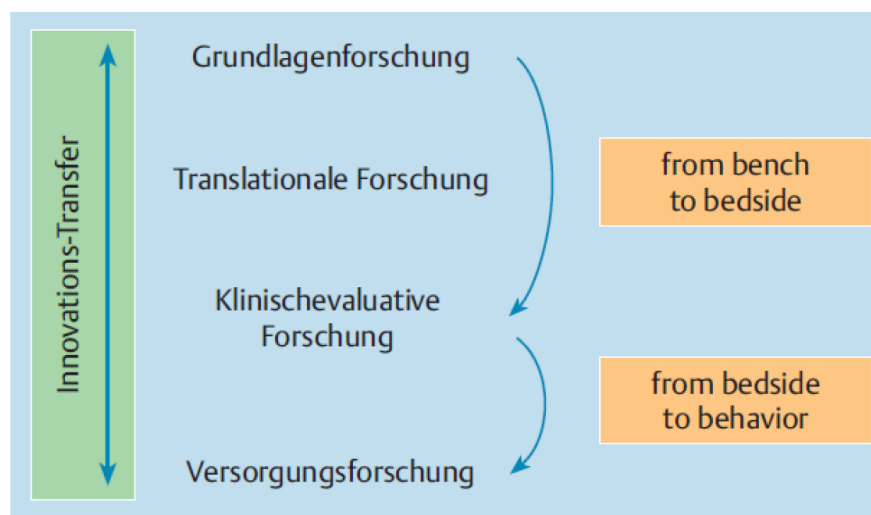 Innovations-Transfer
Grundlagenforschung
Translationale Forschung
from bench
to bedside
Klinischevaluative
Forschung
from bedside
to behavior
Versorgungsforschung